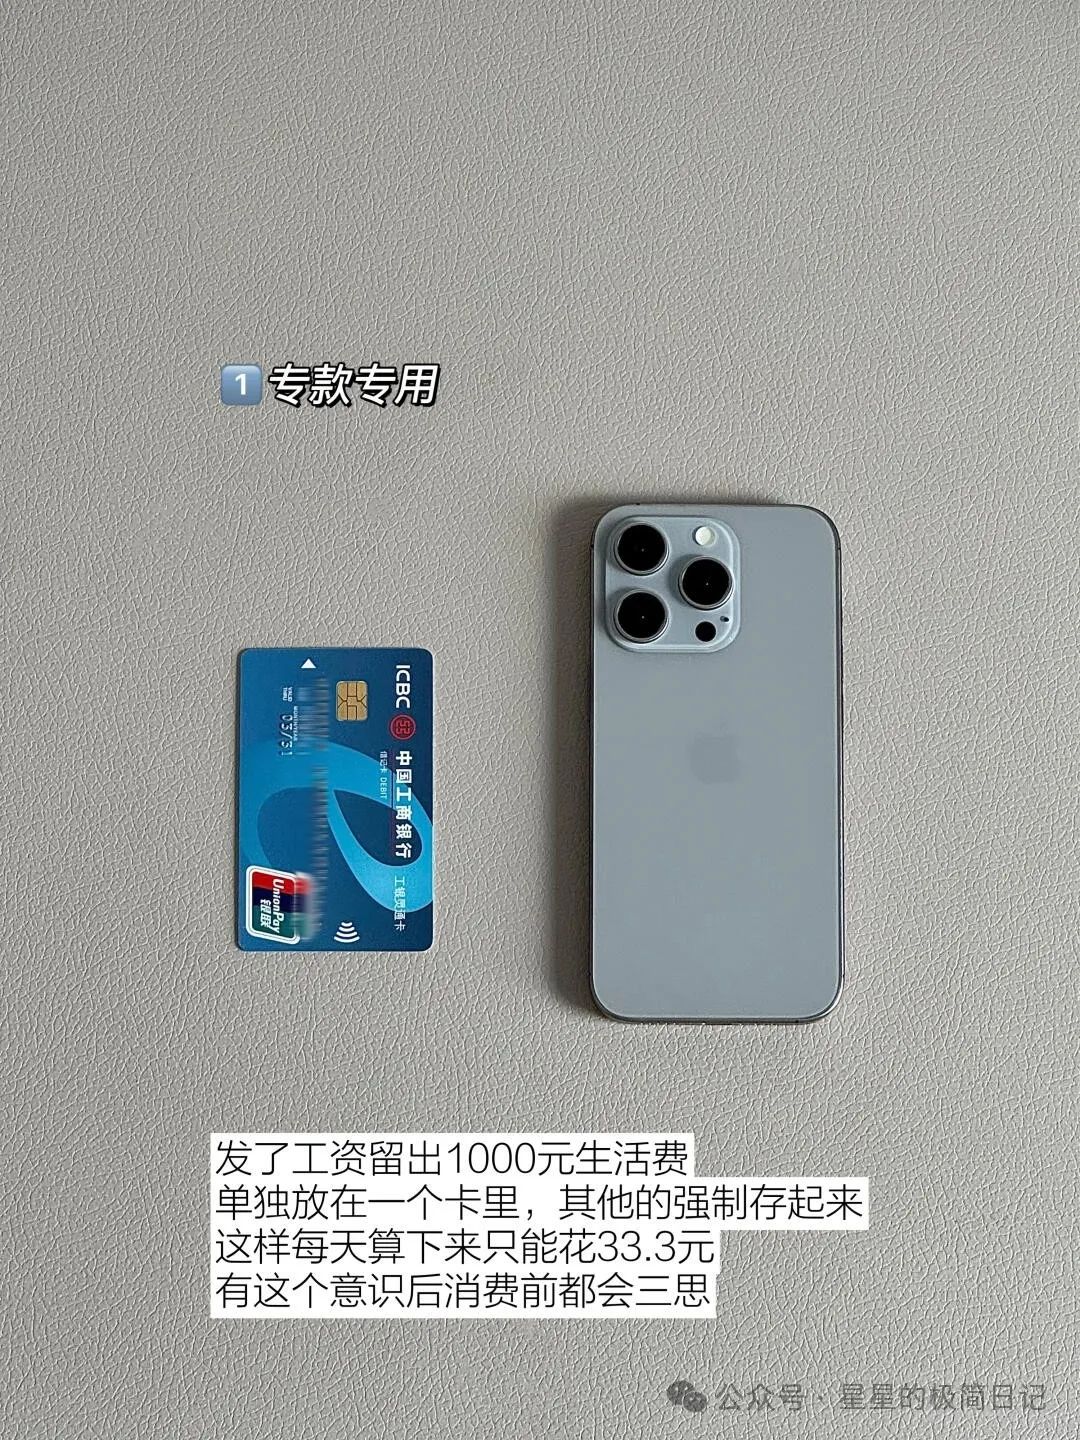 1 专款专用
ICBC 中国工商银行
借记卡 DEBIT
工银灵通卡
VALID THRU
MONTH/YEAR
03/31
UnionPay
银联
发了工资留出1000元生活费
单独放在一个卡里，其他的强制存起来
这样每天算下来只能花33.3元
有这个意识后消费前都会三思
公众号·星星的极简日记